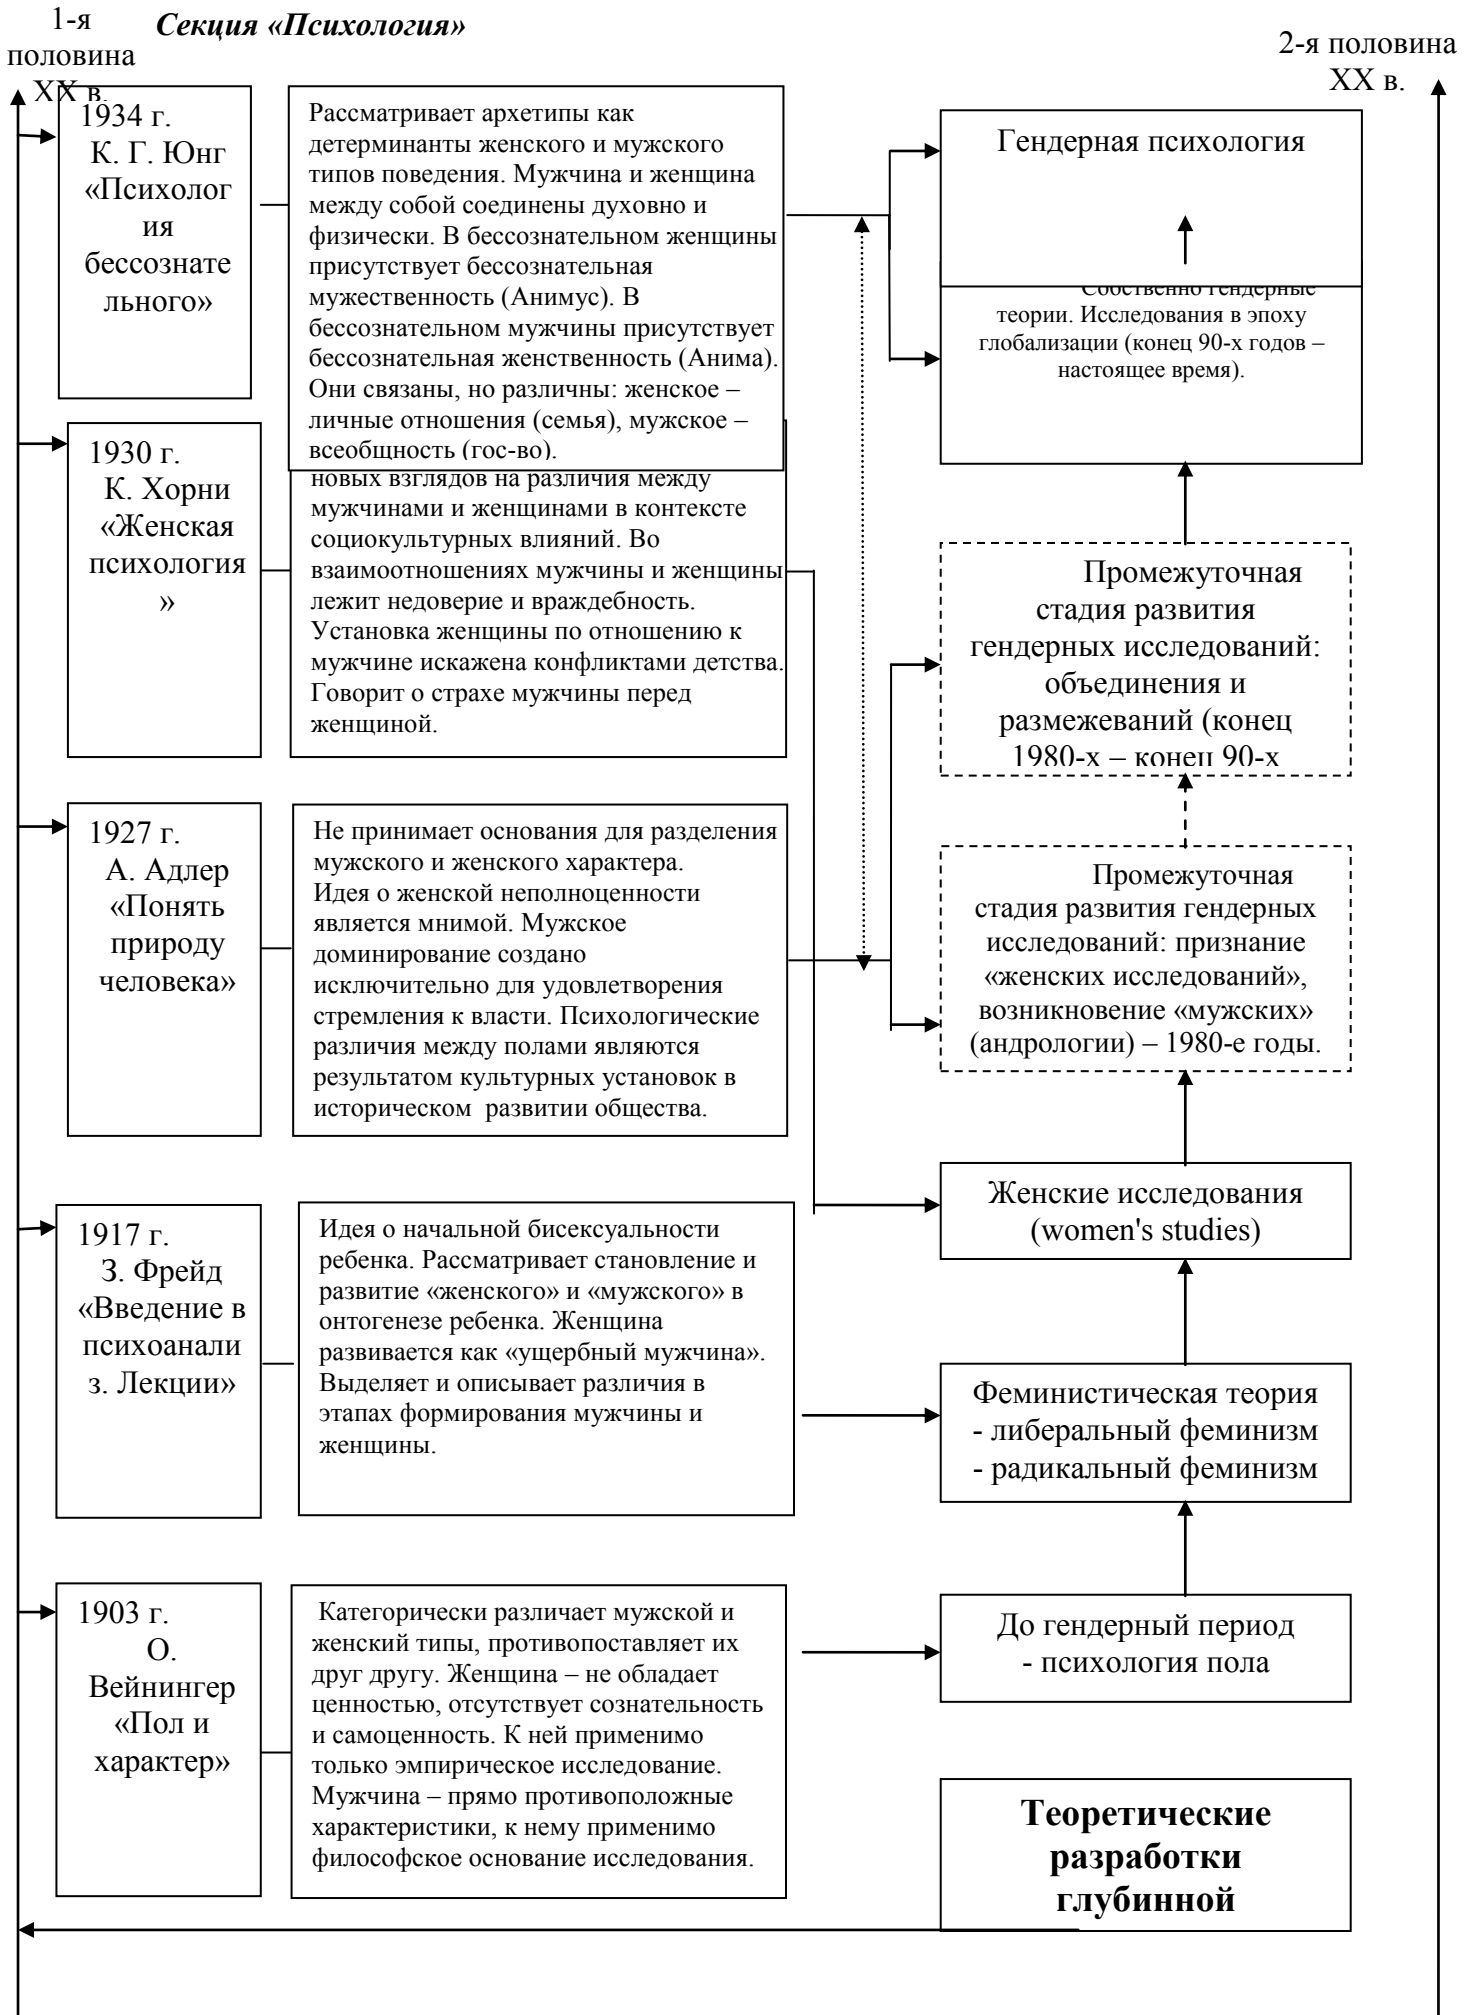 1-я
половина
XX в.
Секция «Психология»
2-я половина
XX в.
1934 г.
К. Г. Юнг
«Психолог
ия
бессознате
льного»
Рассматривает архетипы как
детерминанты женского и мужского
типов поведения. Мужчина и женщина
между собой соединены духовно и
физически. В бессознательном женщины
присутствует бессознательная
мужественность (Анимус). В
бессознательном мужчины присутствует
бессознательная женственность (Анима).
Они связаны, но различны: женское –
личные отношения (семья), мужское –
всеобщность (гос-во).
Гендерная психология
Собственно гендерные
теории. Исследования в эпоху
глобализации (конец 90-х годов –
настоящее время).
1930 г.
К. Хорни
«Женская
психология
»
новых взглядов на различия между
мужчинами и женщинами в контексте
социокультурных влияний. Во
взаимоотношениях мужчины и женщины
лежит недоверие и враждебность.
Установка женщины по отношению к
мужчине искажена конфликтами детства.
Говорит о страхе мужчины перед
женщиной.
Промежуточная
стадия развития
гендерных исследований:
объединения и
размежеваний (конец
1980-х – конец 90-х
1927 г.
А. Адлер
«Понять
природу
человека»
Не принимает основания для разделения
мужского и женского характера.
Идея о женской неполноценности
является мнимой. Мужское
доминирование создано
исключительно для удовлетворения
стремления к власти. Психологические
различия между полами являются
результатом культурных установок в
историческом  развитии общества.
Промежуточная
стадия развития гендерных
исследований: признание
«женских исследований»,
возникновение «мужских»
(андрологии) – 1980-е годы.
Женские исследования
(women's studies)
1917 г.
З. Фрейд
«Введение в
психоанали
з. Лекции»
Идея о начальной бисексуальности
ребенка. Рассматривает становление и
развитие «женского» и «мужского» в
онтогенезе ребенка. Женщина
развивается как «ущербный мужчина».
Выделяет и описывает различия в
этапах формирования мужчины и
женщины.
Феминистическая теория
- либеральный феминизм
- радикальный феминизм
1903 г.
О.
Вейнингер
«Пол и
характер»
Категорически различает мужской и
женский типы, противопоставляет их
друг другу. Женщина – не обладает
ценностью, отсутствует сознательность
и самоценность. К ней применимо
только эмпирическое исследование.
Мужчина – прямо противоположные
характеристики, к нему применимо
философское основание исследования.
До гендерный период
- психология пола
Теоретические
разработки
глубинной